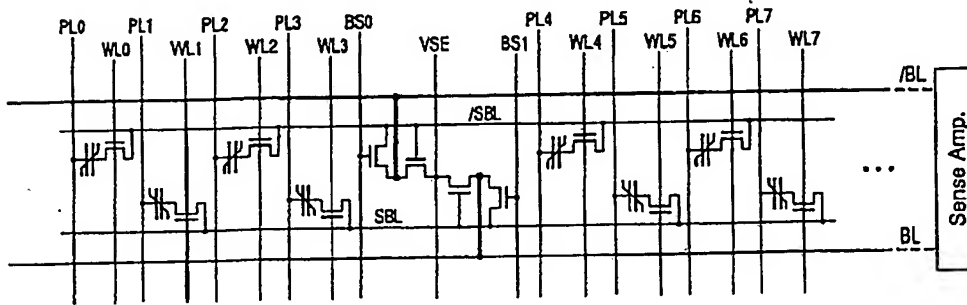 PL0 PL1 PL2 PL3 BS0 PL4 PL5 PL6 PL7
WL0 WL1 WL2 WL3 VSE BS1 WL4 WL5 WL6 WL7
/BL
/SBL
SBL
BL
Sense Amp.